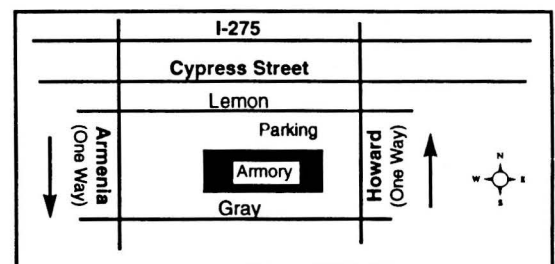 I-275
Cypress Street
Lemon
Parking
Armory
Gray
Armenia
(One Way)
Howard
(One Way)
N
W E
S